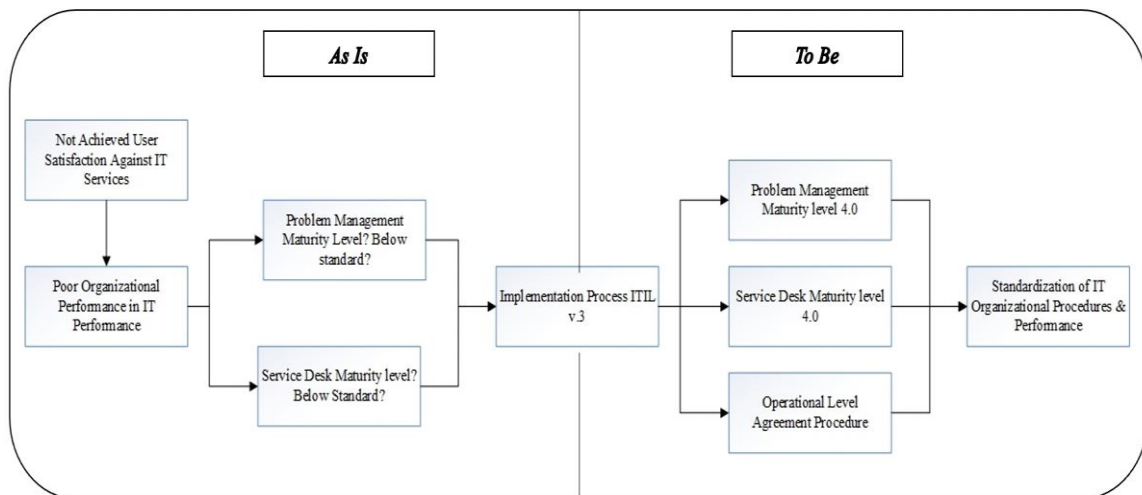 As Is
To Be
Not Achieved User
Satisfaction Against IT
Services
Poor Organizational
Performance in IT
Performance
Problem Management
Maturity Level? Below
standard?
Service Desk Maturity level?
Below Standard?
Implementation Process ITIL
v.3
Problem Management
Maturity level 4.0
Service Desk Maturity level
4.0
Operational Level
Agreement Procedure
Standardization of IT
Organizational Procedures &
Performance